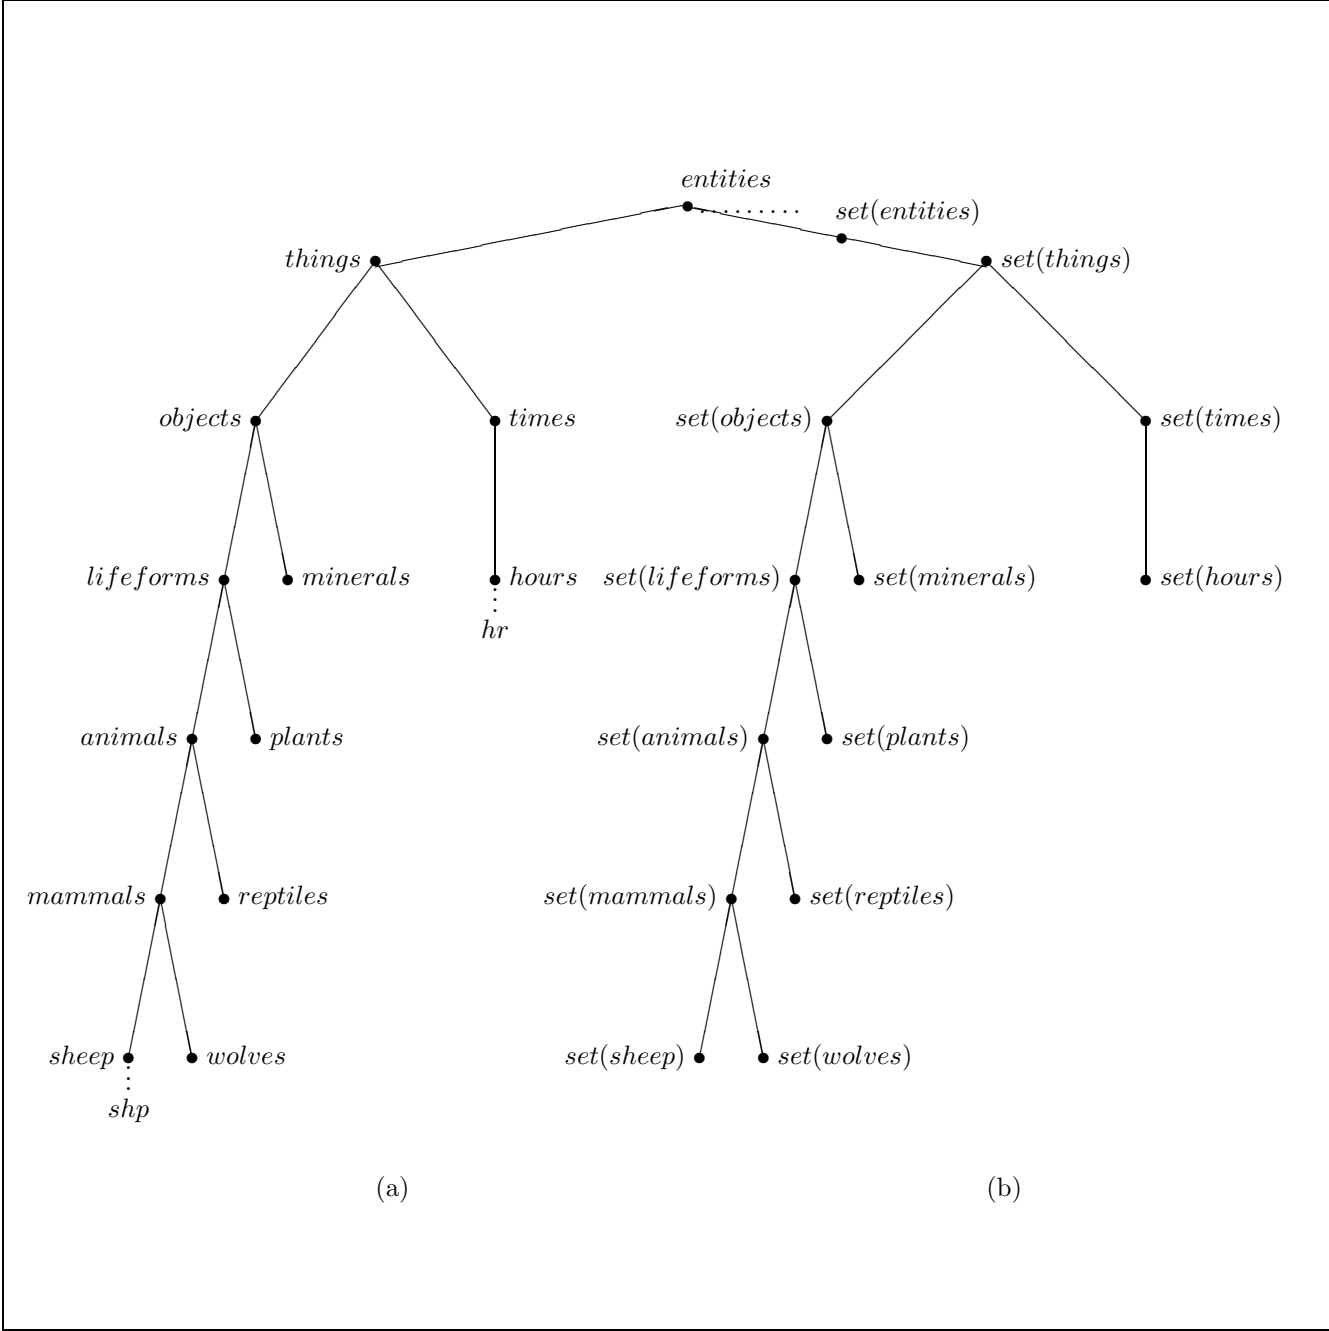 entities
set(entities)
things set(things)
objects times set(objects) set(times)
lifeforms minerals hours set(lifeforms) set(minerals) set(hours)
hr
animals plants set(animals) set(plants)
mammals reptiles set(mammals) set(reptiles)
sheep wolves set(sheep) set(wolves)
shp
(a) (b)